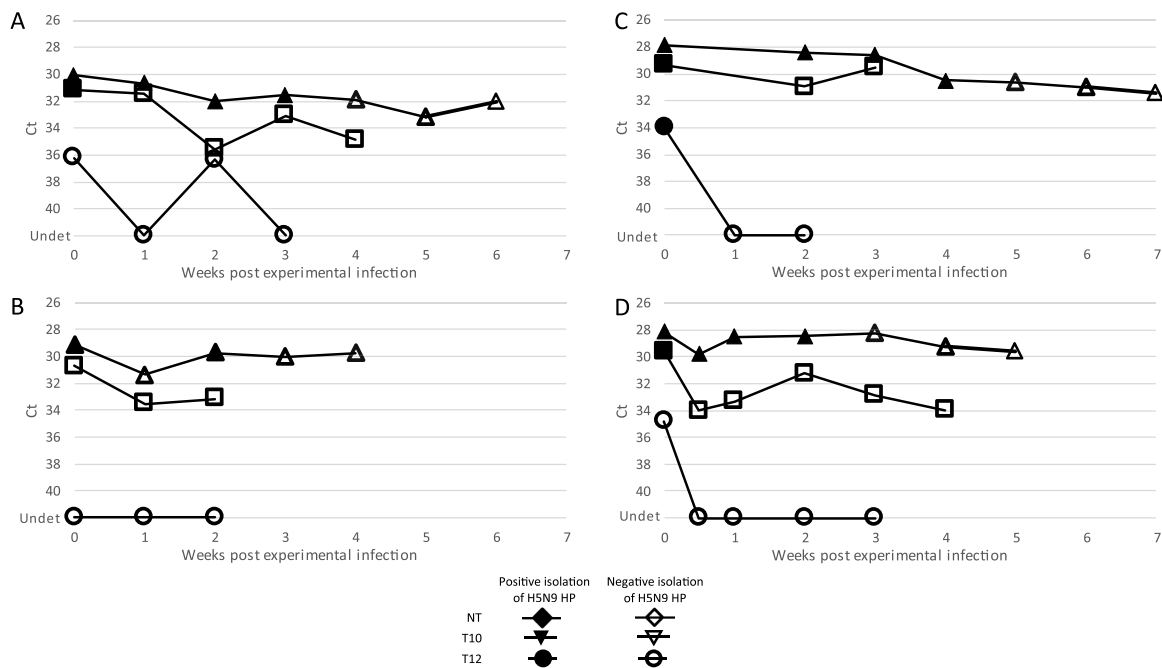 A
26
28
30
32
34
36
38
40
Undet
Ct
0 1 2 3 4 5 6 7
Weeks post experimental infection
C
26
28
30
32
34
36
38
40
Undet
Ct
0 1 2 3 4 5 6 7
Weeks post experimental infection
B
26
28
30
32
34
36
38
40
Undet
Ct
0 1 2 3 4 5 6 7
Weeks post experimental infection
D
26
28
30
32
34
36
38
40
Undet
Ct
0 1 2 3 4 5 6 7
Weeks post experimental infection
Positive isolation Negative isolation
of H5N9 HP of H5N9 HP
NT
T10
T12